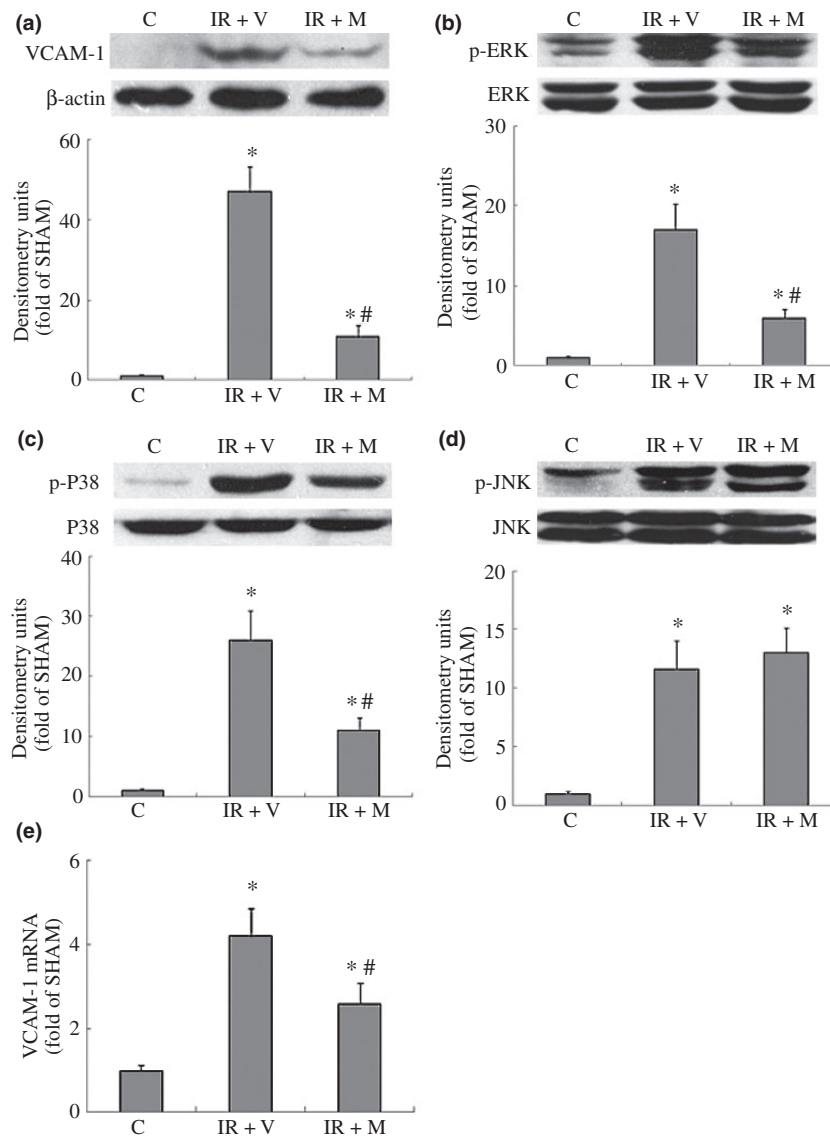 (a)
C IR + V IR + M
VCAM-1
β-actin
60
40
20
0
Densitometry units
(fold of SHAM)
*
* #
C IR + V IR + M
(b)
C IR + V IR + M
p-ERK
ERK
30
20
10
0
Densitometry units
(fold of SHAM)
*
* #
C IR + V IR + M
(c)
C IR + V IR + M
p-P38
P38
40
30
20
10
0
Densitometry units
(fold of SHAM)
*
* #
C IR + V IR + M
(d)
C IR + V IR + M
p-JNK
JNK
20
15
10
5
0
Densitometry units
(fold of SHAM)
*
*
C IR + V IR + M
(e)
6
4
2
0
VCAM-1 mRNA
(fold of SHAM)
*
* #
C IR + V IR + M